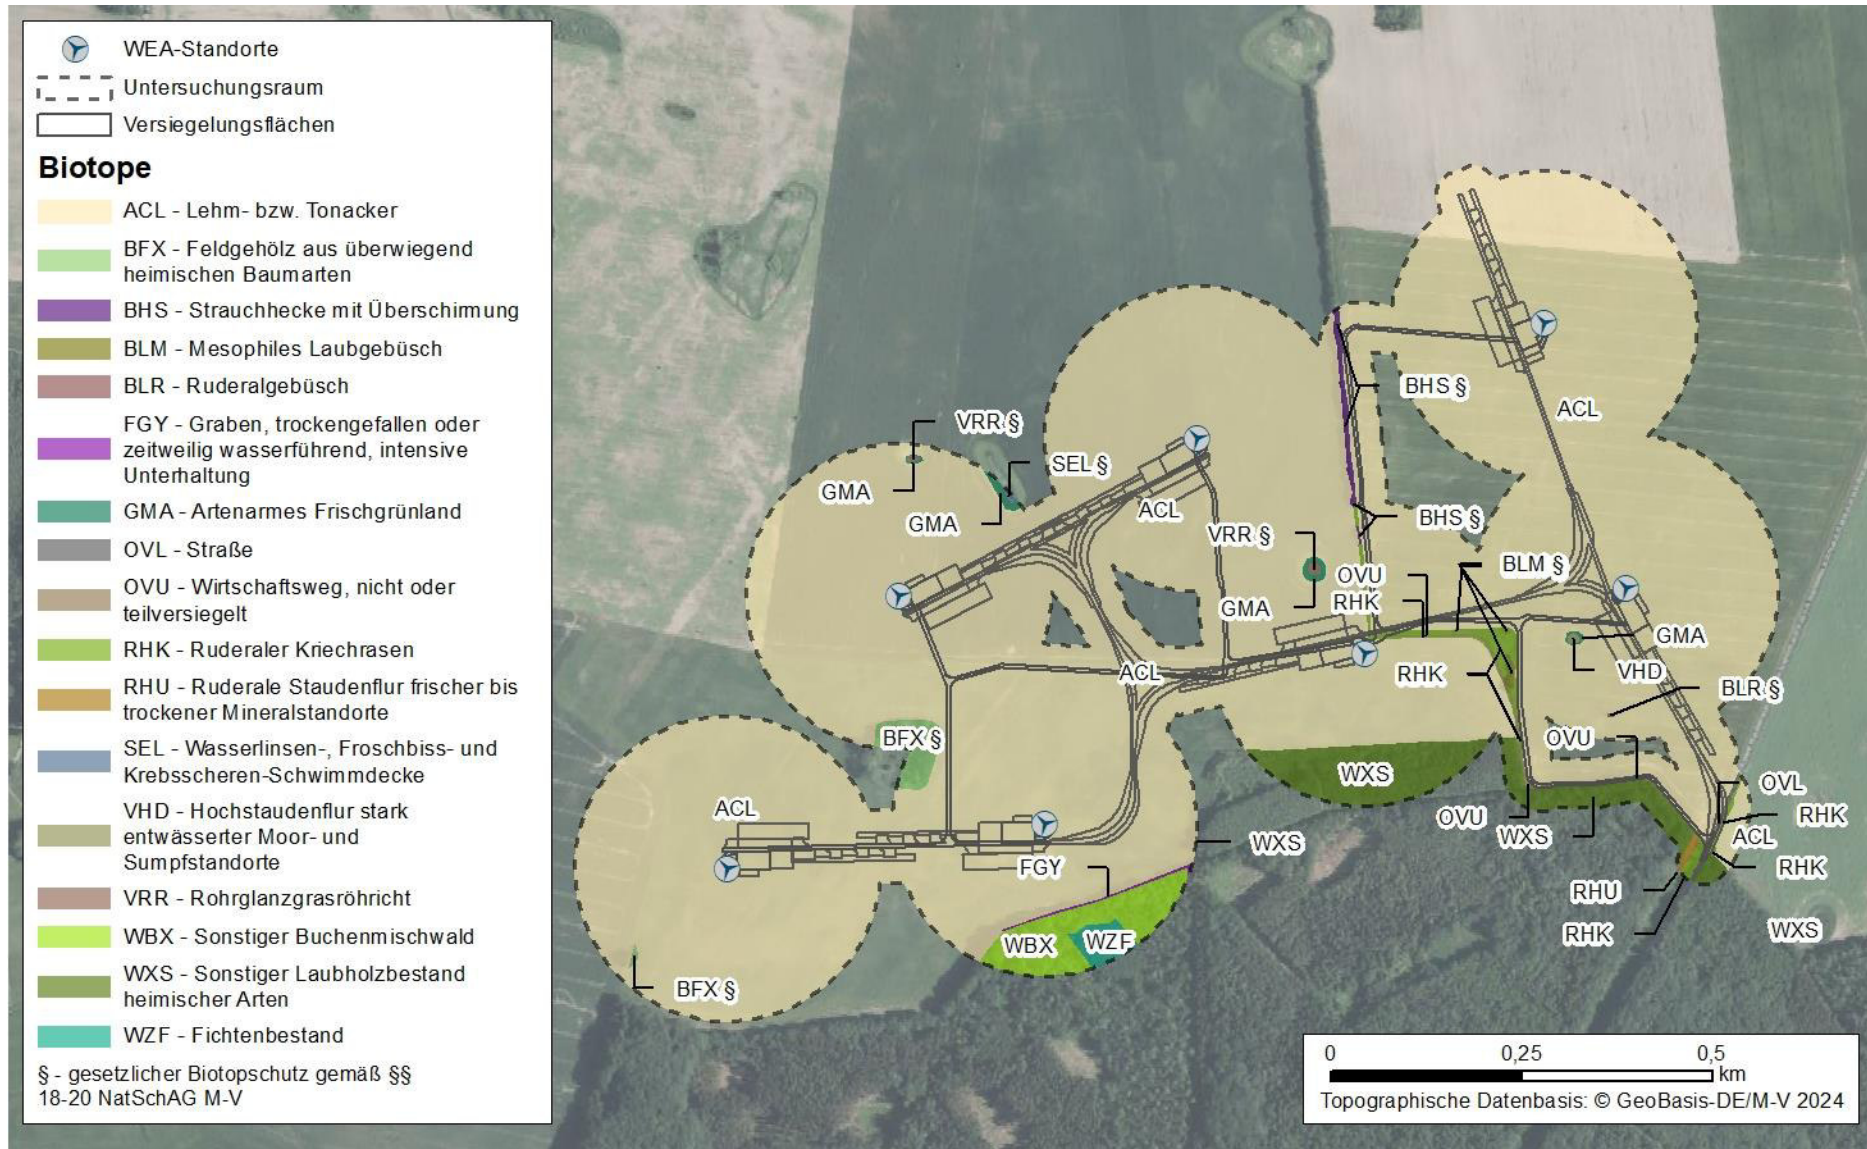 WEA-Standorte
Untersuchungsraum
Versiegelungsflächen
Biotope
ACL - Lehm- bzw. Tonacker
BFX - Feldgehölz aus überwiegend
heimischen Baumarten
BHS - Strauchhecke mit Überschirmung
BLM - Mesophiles Laubgebüsch
BLR - Ruderalgebüsch
FGY - Graben, trockengefallen oder
zeitweilig wasserführend, intensive
Unterhaltung
GMA - Artenarmes Frischgrünland
OVL - Straße
OVU - Wirtschaftsweg, nicht oder
teilversiegelt
RHK - Ruderaler Kriechrasen
RHU - Ruderale Staudenflur frischer bis
trockener Mineralstandorte
SEL - Wasserlinsen-, Froschbiss- und
Krebsscheren-Schwimmdecke
VHD - Hochstaudenflur stark
entwässerter Moor- und
Sumpfstandorte
VRR - Rohrglanzgrasröhricht
WBX - Sonstiger Buchenmischwald
WXS - Sonstiger Laubholzbestand
heimischer Arten
WZF - Fichtenbestand
§ - gesetzlicher Biotopschutz gemäß §§
18-20 NatSchAG M-V
BHS §
ACL
VRR §
SEL §
GMA
GMA
ACL
BHS §
VRR §
BLM §
OVU
RHK
GMA
GMA
VHD
ACL
RHK
BLR §
BFX §
OVU
WXS
OVL
ACL
OVU
RHK
WXS
ACL
WXS
FGY
RHK
RHU
RHK
WXS
WBX
WZF
BFX §
0
0,25
0,5
km
Topographische Datenbasis: © GeoBasis-DE/M-V 2024